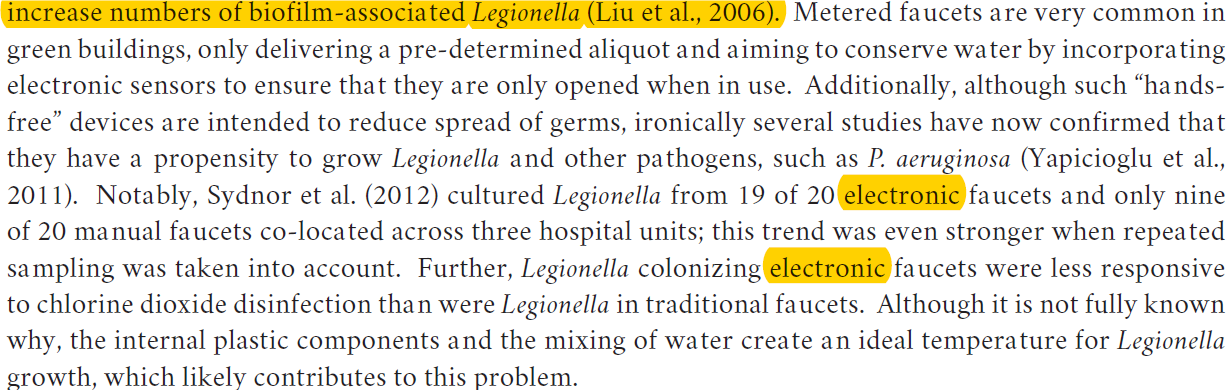 increase numbers of biofilm-associated Legionella (Liu et al., 2006). Metered faucets are very common in
green buildings, only delivering a pre-determined aliquot and aiming to conserve water by incorporating
electronic sensors to ensure that they are only opened when in use. Additionally, although such “hands-
free” devices are intended to reduce spread of germs, ironically several studies have now confirmed that
they have a propensity to grow Legionella and other pathogens, such as P. aeruginosa (Yapicioglu et al.,
2011). Notably, Sydnor et al. (2012) cultured Legionella from 19 of 20 electronic faucets and only nine
of 20 manual faucets co-located across three hospital units; this trend was even stronger when repeated
sampling was taken into account. Further, Legionella colonizing electronic faucets were less responsive
to chlorine dioxide disinfection than were Legionella in traditional faucets. Although it is not fully known
why, the internal plastic components and the mixing of water create an ideal temperature for Legionella
growth, which likely contributes to this problem.